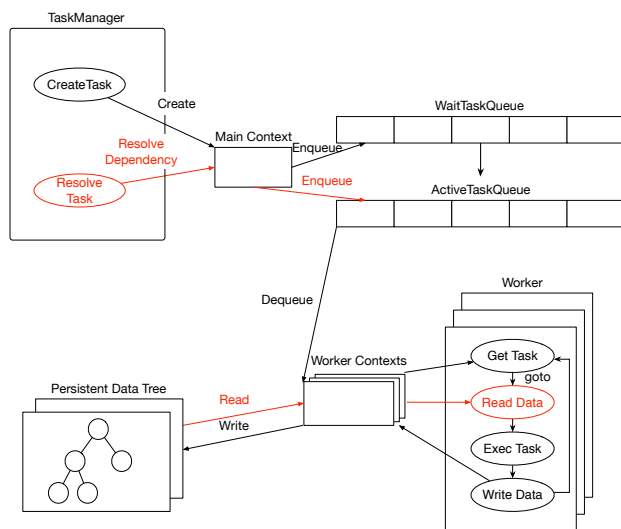 TaskManager
CreateTask
Create
Resolve
Dependency
Resolve
Task
Main Context
Enqueue
Enqueue
WaitTaskQueue
ActiveTaskQueue
Dequeue
Worker
Worker Contexts
Get Task
goto
Read Data
Exec Task
Write Data
Persistent Data Tree
Read
Write